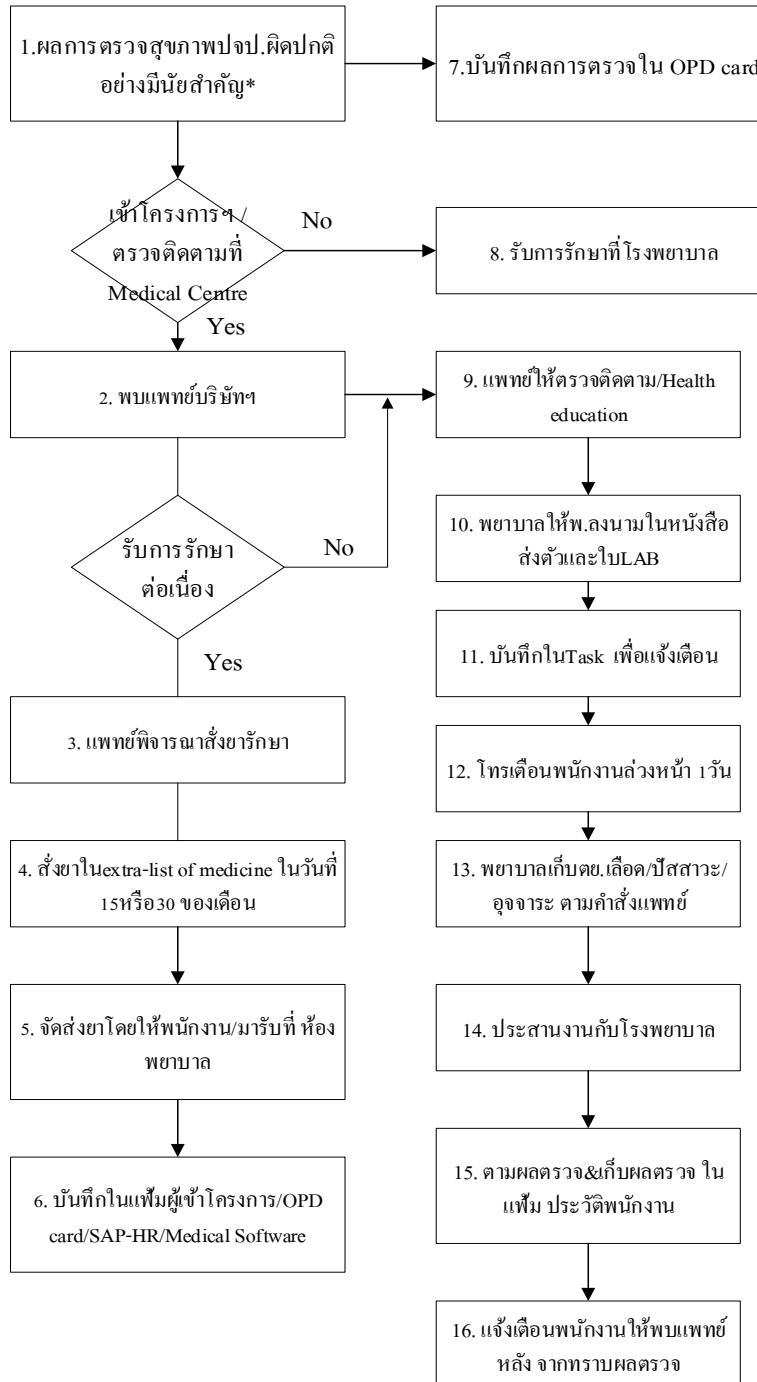 1.ผลการตรวจสุขภาพปจป.ผิดปกติ
อย่างมีนัยสำคัญ*
7.บันทึกผลการตรวจใน OPD card
เข้าโครงการฯ /
ตรวจติดตามที่
Medical Centre
No
8. รับการรักษาที่โรงพยาบาล
Yes
2. พบแพทย์บริษัทฯ
9. แพทย์ให้ตรวจติดตาม/Health
education
รับการรักษา
ต่อเนื่อง
No
10. พยาบาลให้พ.ลงนามในหนังสือ
ส่งตัวและใบLAB
Yes
11. บันทึกในTask เพื่อแจ้งเตือน
3. แพทย์พิจารณาสั่งยารักษา
12. โทรเตือนพนักงานล่วงหน้า 1วัน
4. สั่งยาในextra-list of medicine ในวันที่
15หรือ30 ของเดือน
13. พยาบาลเก็บตย.เลือด/ปัสสาวะ/
อุจจาระ ตามคำสั่งแพทย์
5. จัดส่งยาโดยให้พนักงาน/มารับที่ ห้อง
พยาบาล
14. ประสานงานกับโรงพยาบาล
6. บันทึกในแฟ้มผู้เข้าโครงการ/OPD
card/SAP-HR/Medical Software
15. ตามผลตรวจ&เก็บผลตรวจ ใน
แฟ้ม ประวัติพนักงาน
16. แจ้งเตือนพนักงานให้พบแพทย์
หลัง จากทราบผลตรวจ